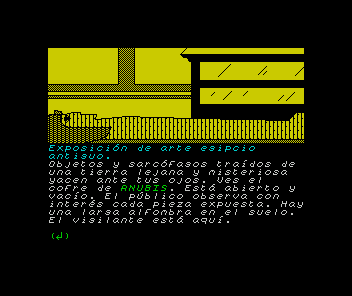 Exposición de arte egipcio
antiguo.
Objetos y sarcófagos traídos de
una tierra lejana y misteriosa
yacen ante tus ojos. Ves el
cofre de ANUBIS. Está abierto y
vacío. El público observa con
interés cada pieza expuesta. Hay
una larga alfombra en el suelo.
El vigilante está aquí.
(↵)